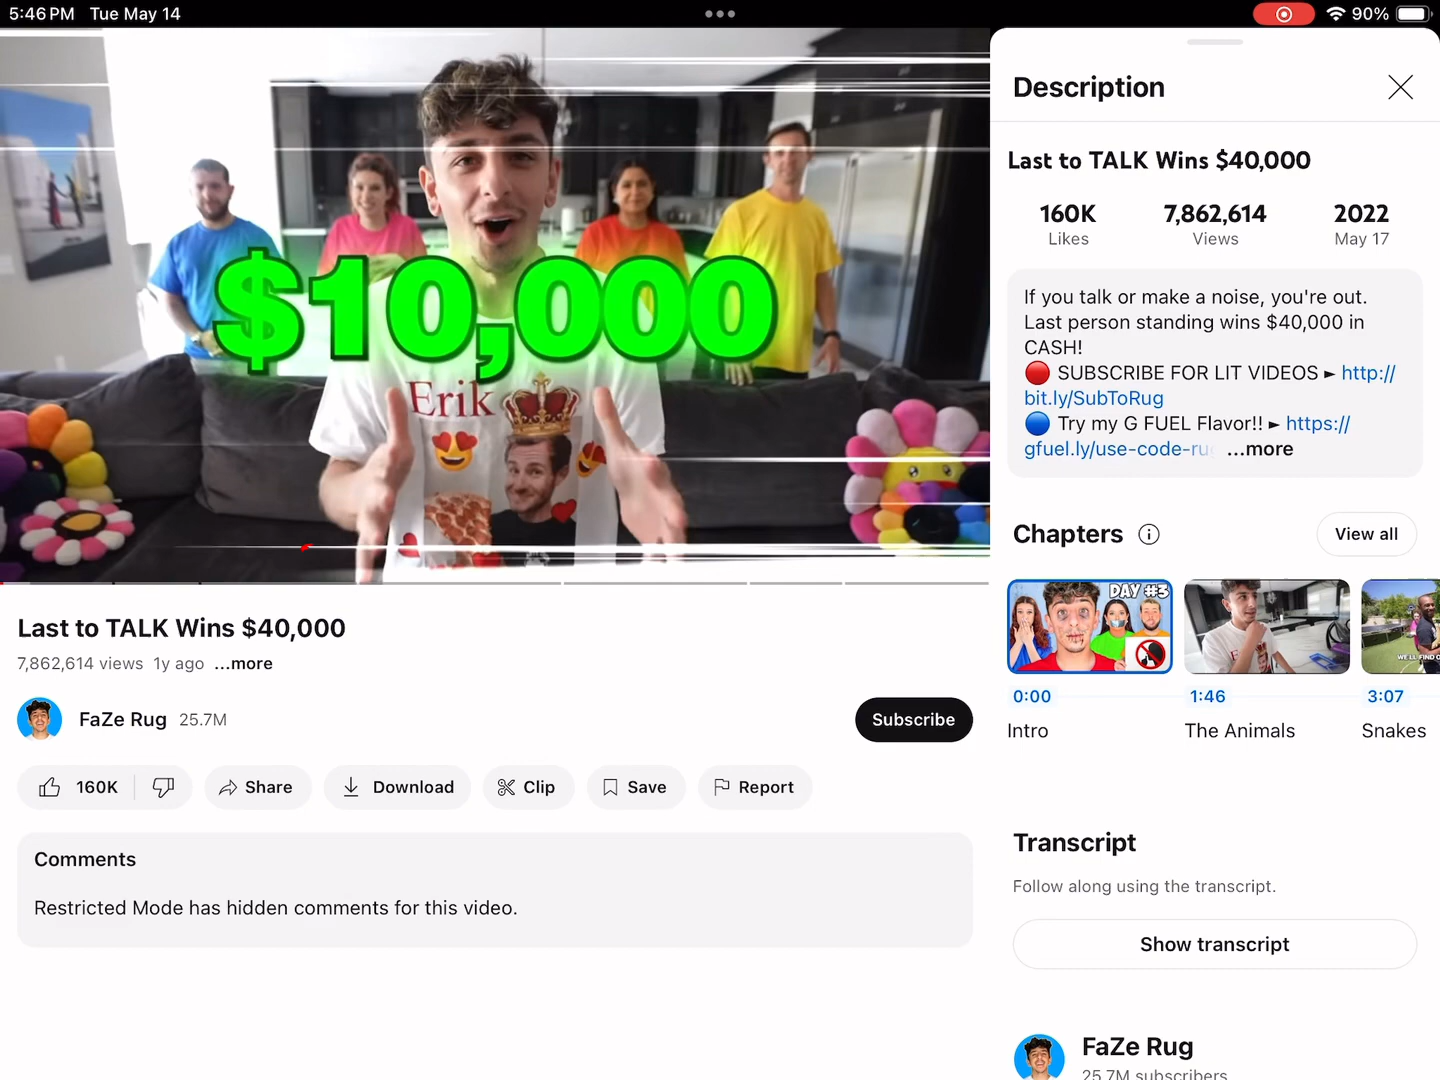 5:46 PM Tue May 14
90%
$10,000
Erik
Last to TALK Wins $40,000
7,862,614 views 1y ago ...more
FaZe Rug 25.7M
Subscribe
160K
Share
Download
Clip
Save
Report
Comments
Restricted Mode has hidden comments for this video.
Description
Last to TALK Wins $40,000
160K 7,862,614 2022
Likes Views May 17
If you talk or make a noise, you're out.
Last person standing wins $40,000 in
CASH!
🔴 SUBSCRIBE FOR LIT VIDEOS ► http://
bit.ly/SubToRug
🔵 Try my G FUEL Flavor!! ► https://
gfuel.ly/use-code-ru ...more
Chapters
View all
DAY #3
WE'LL FIND O
0:00 1:46 3:07
Intro The Animals Snakes
Transcript
Follow along using the transcript.
Show transcript
FaZe Rug
25.7M subscribers